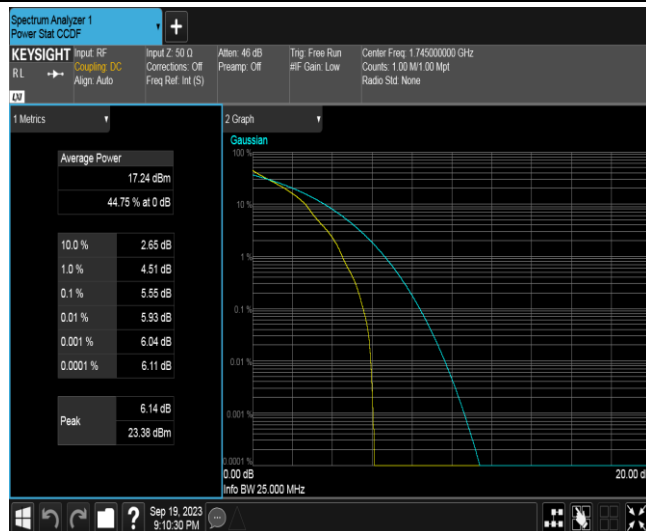 Spectrum Analyzer 1
Power Stat CCDF
+
KEYSIGHT
RL
Input: RF
Coupling: DC
Align: Auto
Input Z: 50 Ω
Corrections: Off
Freq Ref: Int (S)
Atten: 46 dB
Preamp: Off
Trig: Free Run
#IF Gain: Low
Center Freq: 1.745000000 GHz
Counts: 1.00 M/1.00 Mpt
Radio Std: None
1 Metrics
Average Power
17.24 dBm
44.75 % at 0 dB
10.0 % 2.65 dB
1.0 % 4.51 dB
0.1 % 5.55 dB
0.01 % 5.93 dB
0.001 % 6.04 dB
0.0001 % 6.11 dB
Peak
6.14 dB
23.38 dBm
2 Graph
Gaussian
100 %
10 %
1 %
0.1 %
0.01 %
0.001 %
0.0001 %
0.00 dB
20.00 d
Info BW 25.000 MHz
?
Sep 19, 2023
9:10:30 PM